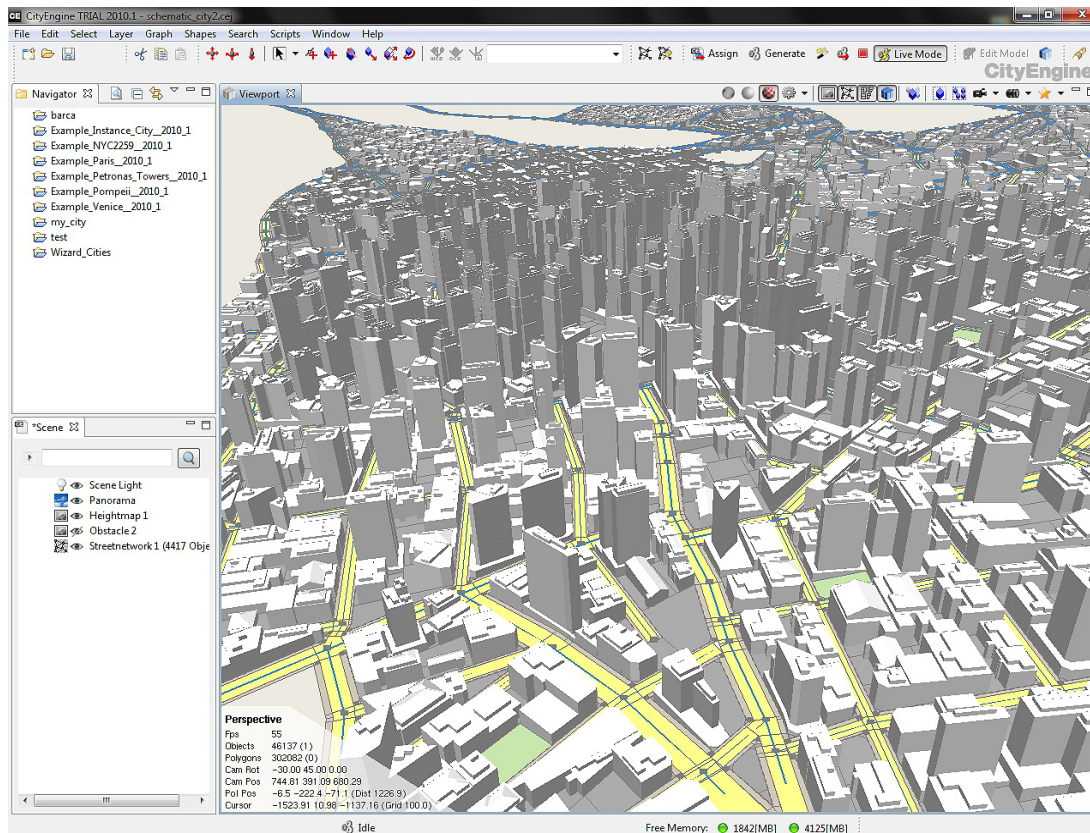 CE CityEngine TRIAL 2010.1 - schematic_city2.cej
File Edit Select Layer Graph Shapes Search Scripts Window Help
Assign Generate Live Mode Edit Model
CityEngine
Navigator
Viewport
barca
Example_Instance_City__2010_1
Example_NYC2259__2010_1
Example_Paris__2010_1
Example_Petronas_Towers__2010_1
Example_Pompeii__2010_1
Example_Venice__2010_1
my_city
test
Wizard_Cities
*Scene
Scene Light
Panorama
Heightmap 1
Obstacle 2
Streetnetwork 1 (4417 Obje
Perspective
Fps 55
Objects 46137 (1)
Polygons 302082 (0)
Cam Rot -30.00 45.00 0.00
Cam Pos 744.81 391.09 680.29
PoI Pos -6.5 -222.4 -71.1 (Dist 1226.9)
Cursor -1523.91 10.98 -1137.16 (Grid 100.0)
Idle
Free Memory: 1842[MB] 4125[MB]